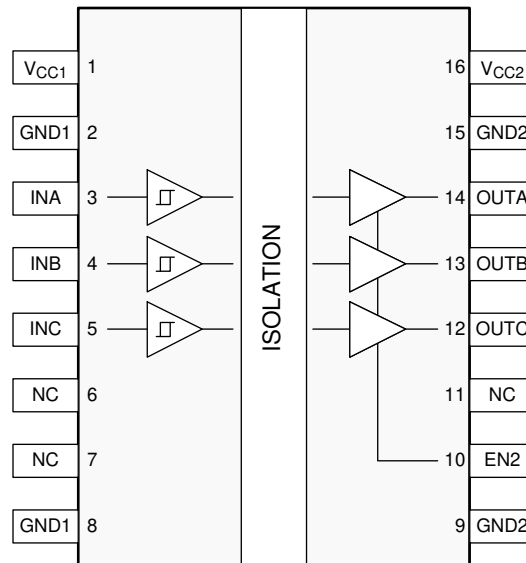 VCC1 1 16 VCC2
GND1 2 15 GND2
INA 3 14 OUTA
INB 4 13 OUTB
INC 5 12 OUTC
NC 6 11 NC
NC 7 10 EN2
GND1 8 9 GND2
ISOLATION